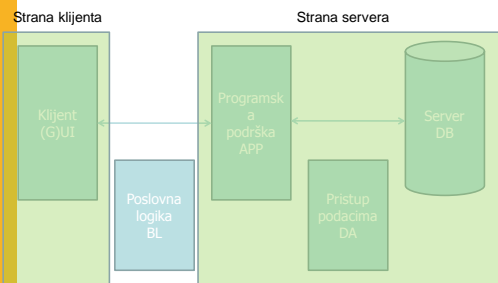 Strana klijenta
Strana servera
Klijent
(G)UI
Programsk
a
podrška
APP
Server
DB
Poslovna
logika
BL
Pristup
podacima
DA